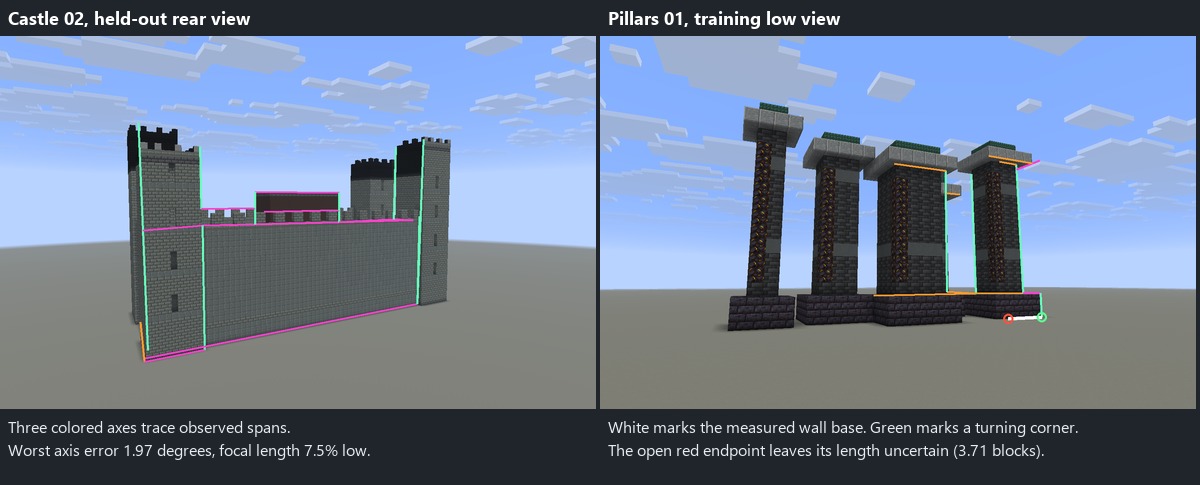 Castle 02, held-out rear view
Pillars 01, training low view
Three colored axes trace observed spans.
Worst axis error 1.97 degrees, focal length 7.5% low.
White marks the measured wall base. Green marks a turning corner.
The open red endpoint leaves its length uncertain (3.71 blocks).